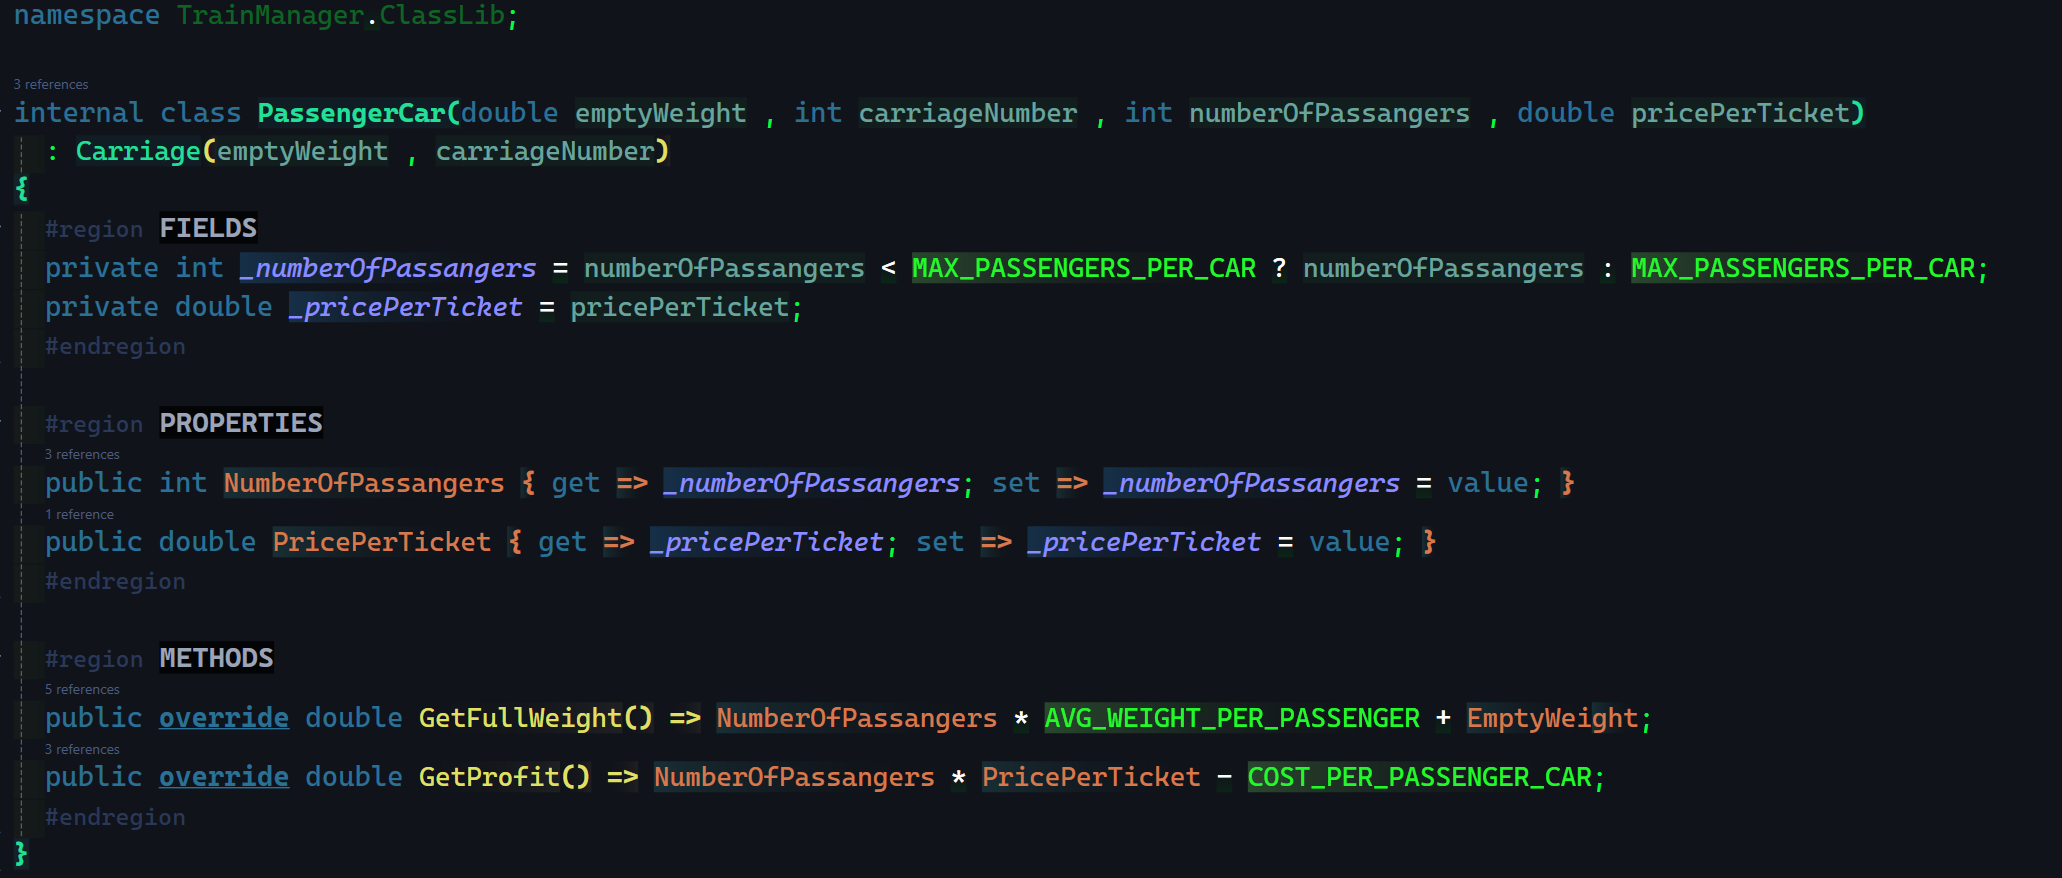 namespace TrainManager.ClassLib;
3 references
internal class PassengerCar(double emptyWeight , int carriageNumber , int numberOfPassangers , double pricePerTicket)
: Carriage(emptyWeight , carriageNumber)
{
#region FIELDS
private int _numberOfPassangers = numberOfPassangers < MAX_PASSENGERS_PER_CAR ? numberOfPassangers : MAX_PASSENGERS_PER_CAR;
private double _pricePerTicket = pricePerTicket;
#endregion
#region PROPERTIES
3 references
public int NumberOfPassangers { get => _numberOfPassangers; set => _numberOfPassangers = value; }
1 reference
public double PricePerTicket { get => _pricePerTicket; set => _pricePerTicket = value; }
#endregion
#region METHODS
5 references
public override double GetFullWeight() => NumberOfPassangers * AVG_WEIGHT_PER_PASSENGER + EmptyWeight;
3 references
public override double GetProfit() => NumberOfPassangers * PricePerTicket - COST_PER_PASSENGER_CAR;
#endregion
}